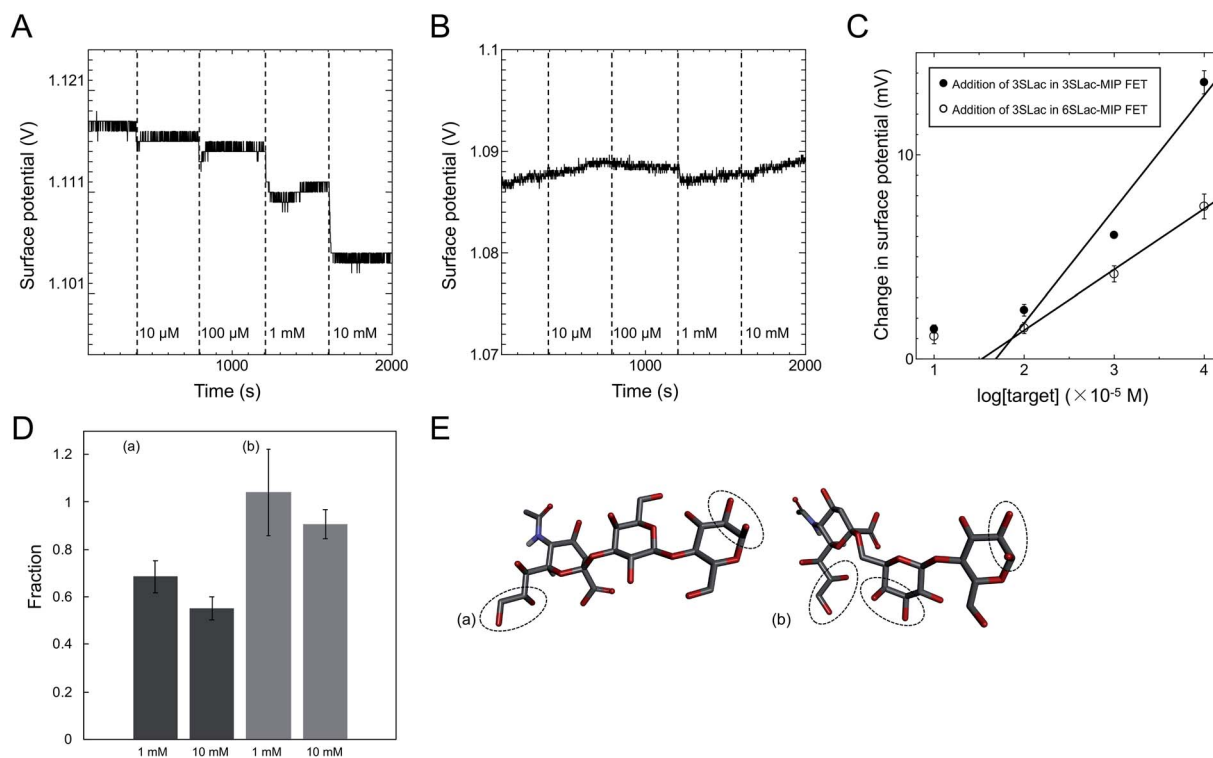 A
1.121
1.111
1.101
Surface potential (V)
10 µM
100 µM
1 mM
10 mM
1000
2000
Time (s)
B
1.1
1.09
1.08
1.07
Surface potential (V)
10 µM
100 µM
1 mM
10 mM
1000
2000
Time (s)
C
Addition of 3SLac in 3SLac-MIP FET
Addition of 3SLac in 6SLac-MIP FET
10
0
Change in surface potential (mV)
1
2
3
4
log[target] (×10-5 M)
D
(a)
(b)
1.2
1
0.8
0.6
0.4
0.2
0
Fraction
1 mM
10 mM
1 mM
10 mM
E
(a)
(b)